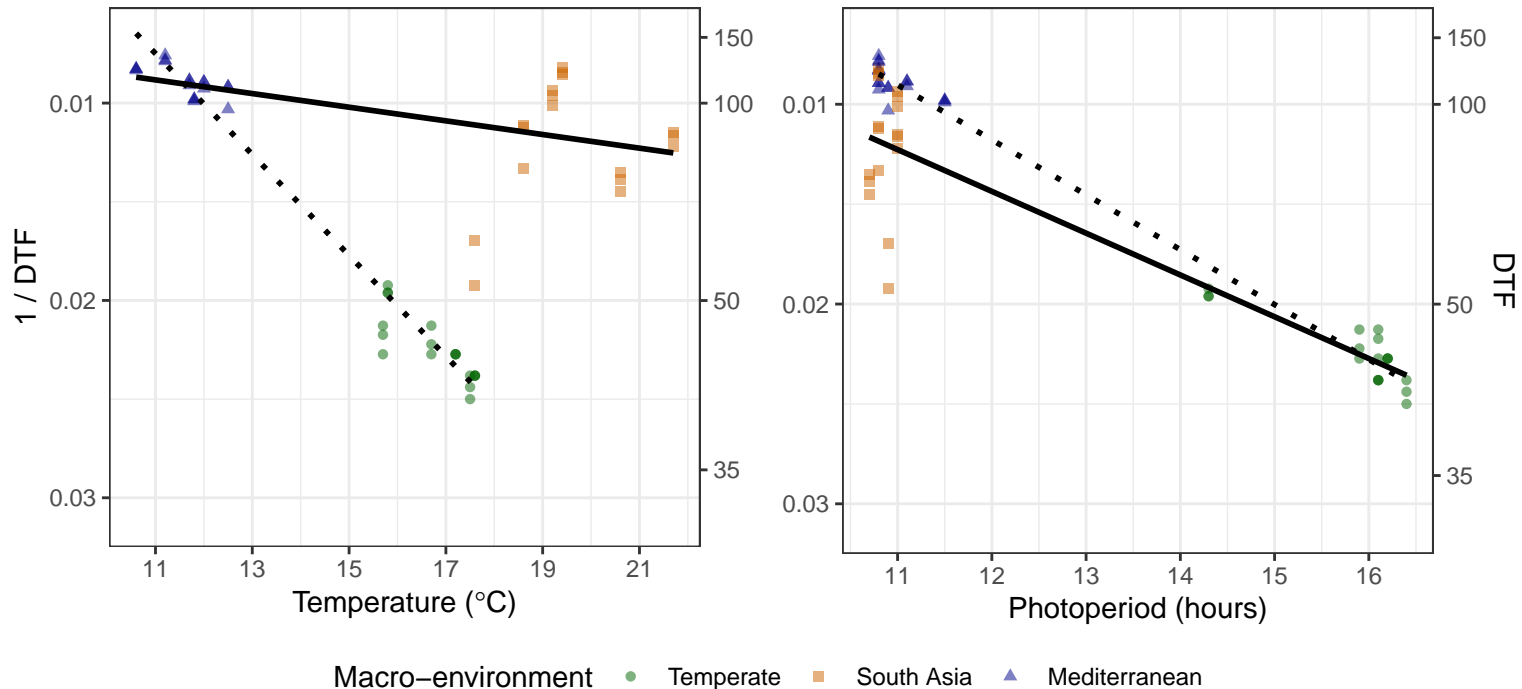 1 / DTF
0.01
0.02
0.03
150
100
50
35
11 13 15 17 19 21
Temperature (°C)
0.01
0.02
0.03
150
100
50
35
DTF
11 12 13 14 15 16
Photoperiod (hours)
Macro−environment Temperate South Asia Mediterranean